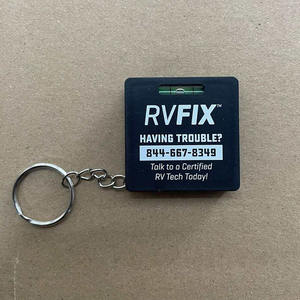 RVFIX™
HAVING TROUBLE?
844-667-8349
Talk to a Certified
RV Tech Today!